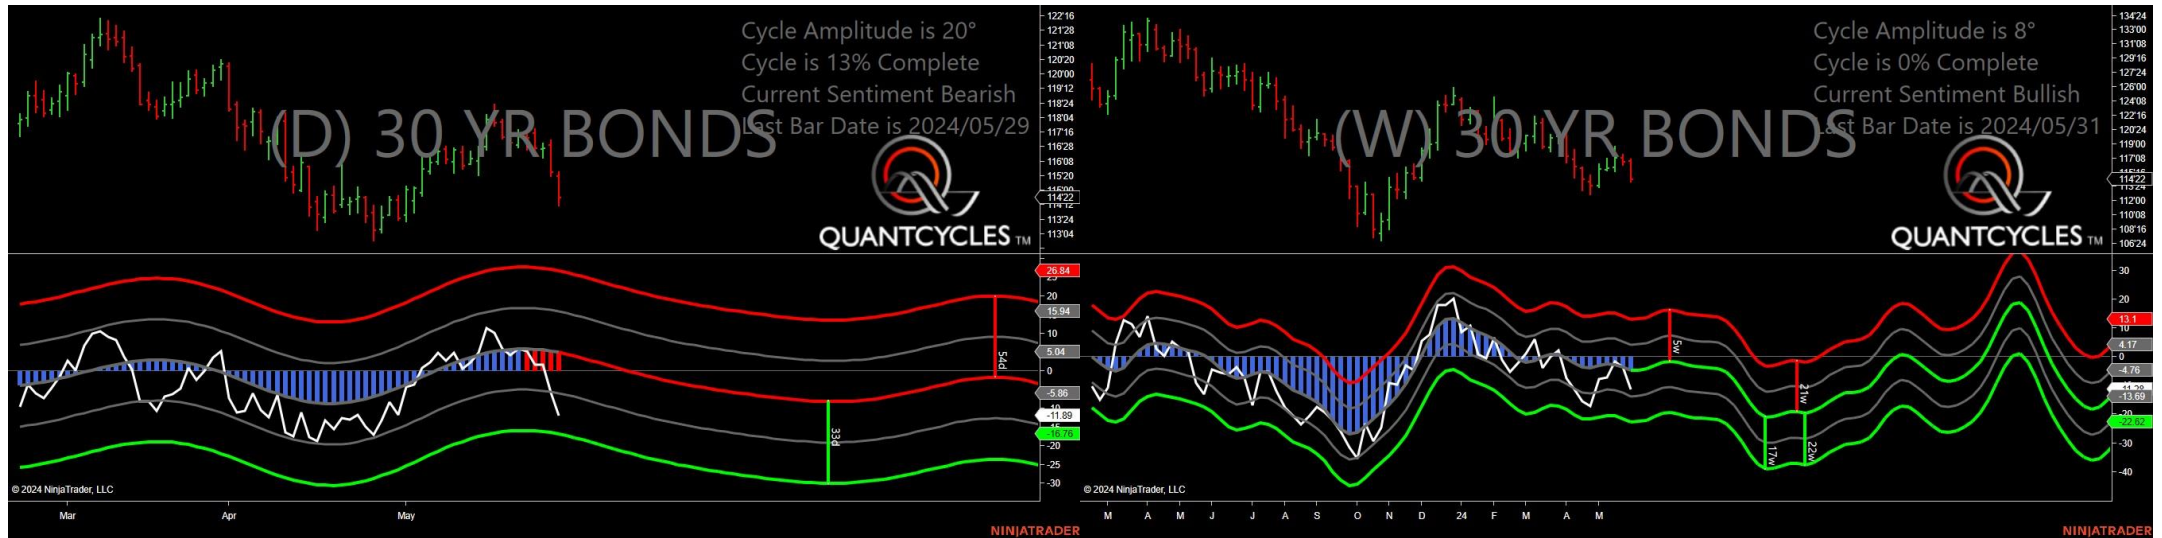 Cycle Amplitude is 20°
Cycle is 13% Complete
Current Sentiment Bearish
Last Bar Date is 2024/05/29
(D) 30 YR BONDS
QUANTCYCLES TM
122'16
121'28
121'08
120'20
120'00
119'12
118'24
118'04
117'16
116'28
116'08
115'20
114'22
113'24
113'04
26.84
20
15.94
10
5.04
0
-5.86
-11.89
-16.76
-20
-25
-30
54d
33d
© 2024 NinjaTrader, LLC
Mar Apr May
NINJATRADER
Cycle Amplitude is 8°
Cycle is 0% Complete
Current Sentiment Bullish
Last Bar Date is 2024/05/31
(W) 30 YR BONDS
QUANTCYCLES TM
134'24
133'00
131'08
129'16
127'24
126'00
124'08
122'16
120'24
119'00
117'08
114'22
112'00
110'08
108'16
106'24
30
20
13.1
10
4.17
0
-4.76
-13.69
-22.62
-30
-40
5w
21w
17w
22w
© 2024 NinjaTrader, LLC
M A M J J A S O N D 24 F M A M
NINJATRADER